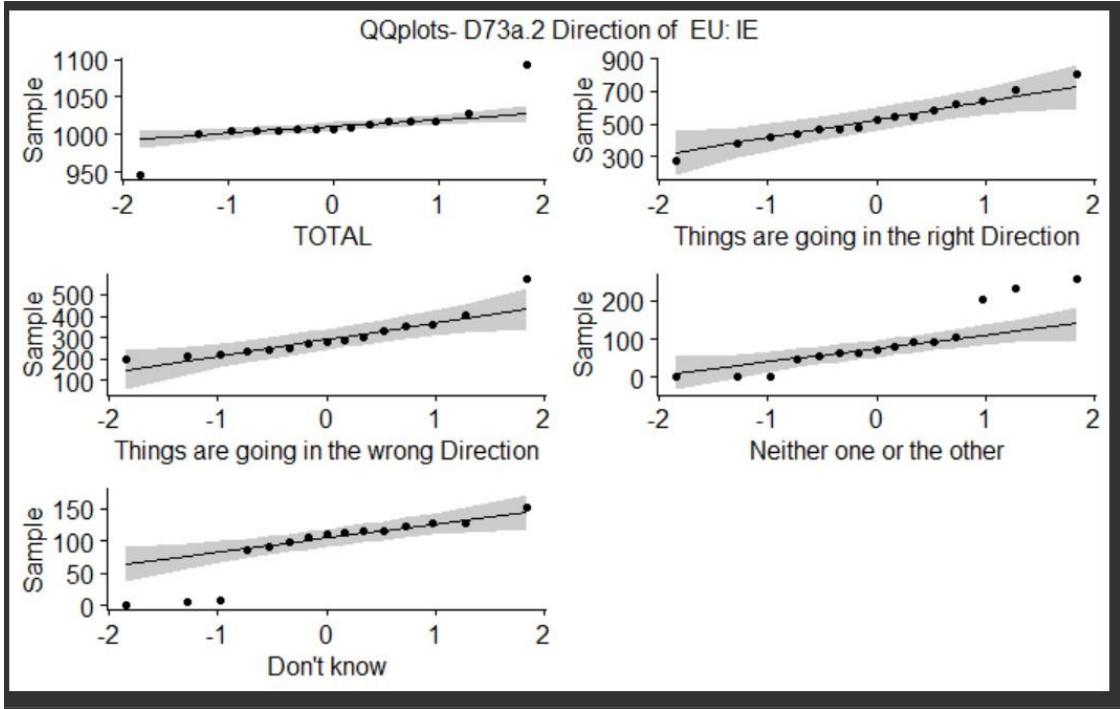 QQplots- D73a.2 Direction of  EU: IE
Sample
1100
1050
1000
950
-2 -1 0 1 2
TOTAL
Sample
900
700
500
300
-2 -1 0 1 2
Things are going in the right Direction
Sample
500
400
300
200
100
-2 -1 0 1 2
Things are going in the wrong Direction
Sample
200
100
0
-2 -1 0 1 2
Neither one or the other
Sample
150
100
50
0
-2 -1 0 1 2
Don't know